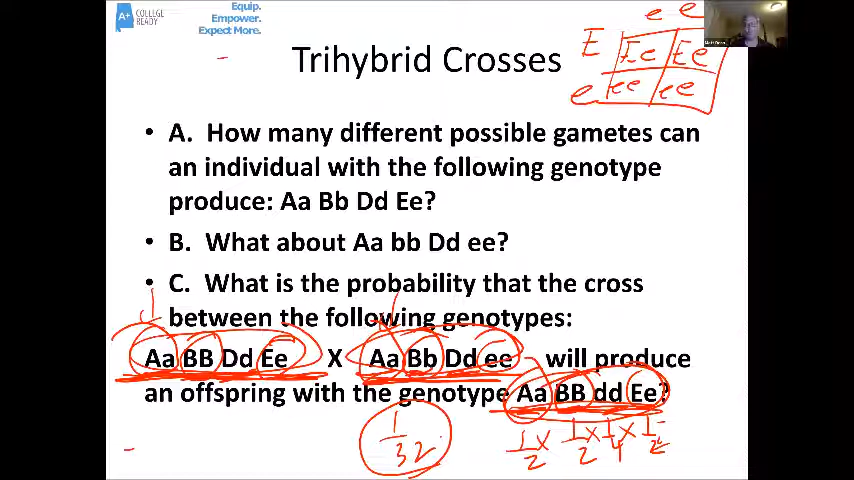 A+ COLLEGE READY
Equip.
Empower.
Expect More.
Trihybrid Crosses
e e
E Ee Ee
e ee ee
• A. How many different possible gametes can
an individual with the following genotype
produce: Aa Bb Dd Ee?
• B. What about Aa bb Dd ee?
• C. What is the probability that the cross
between the following genotypes:
Aa BB Dd Ee X Aa Bb Dd ee - will produce
an offspring with the genotype Aa BB dd Ee?
1/2 x 1/2 x 1/4 x 1/2
1/32